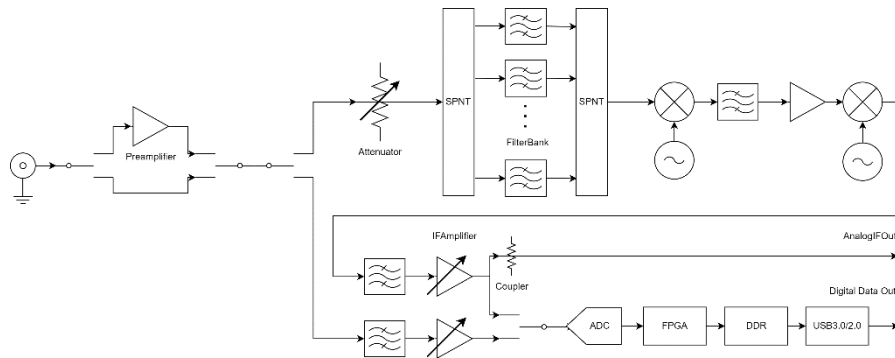 Preamplifier
Attenuator
SPNT
FilterBank
SPNT
IFAmplifier
Coupler
AnalogIFOut
Digital Data Out
ADC
FPGA
DDR
USB3.0/2.0